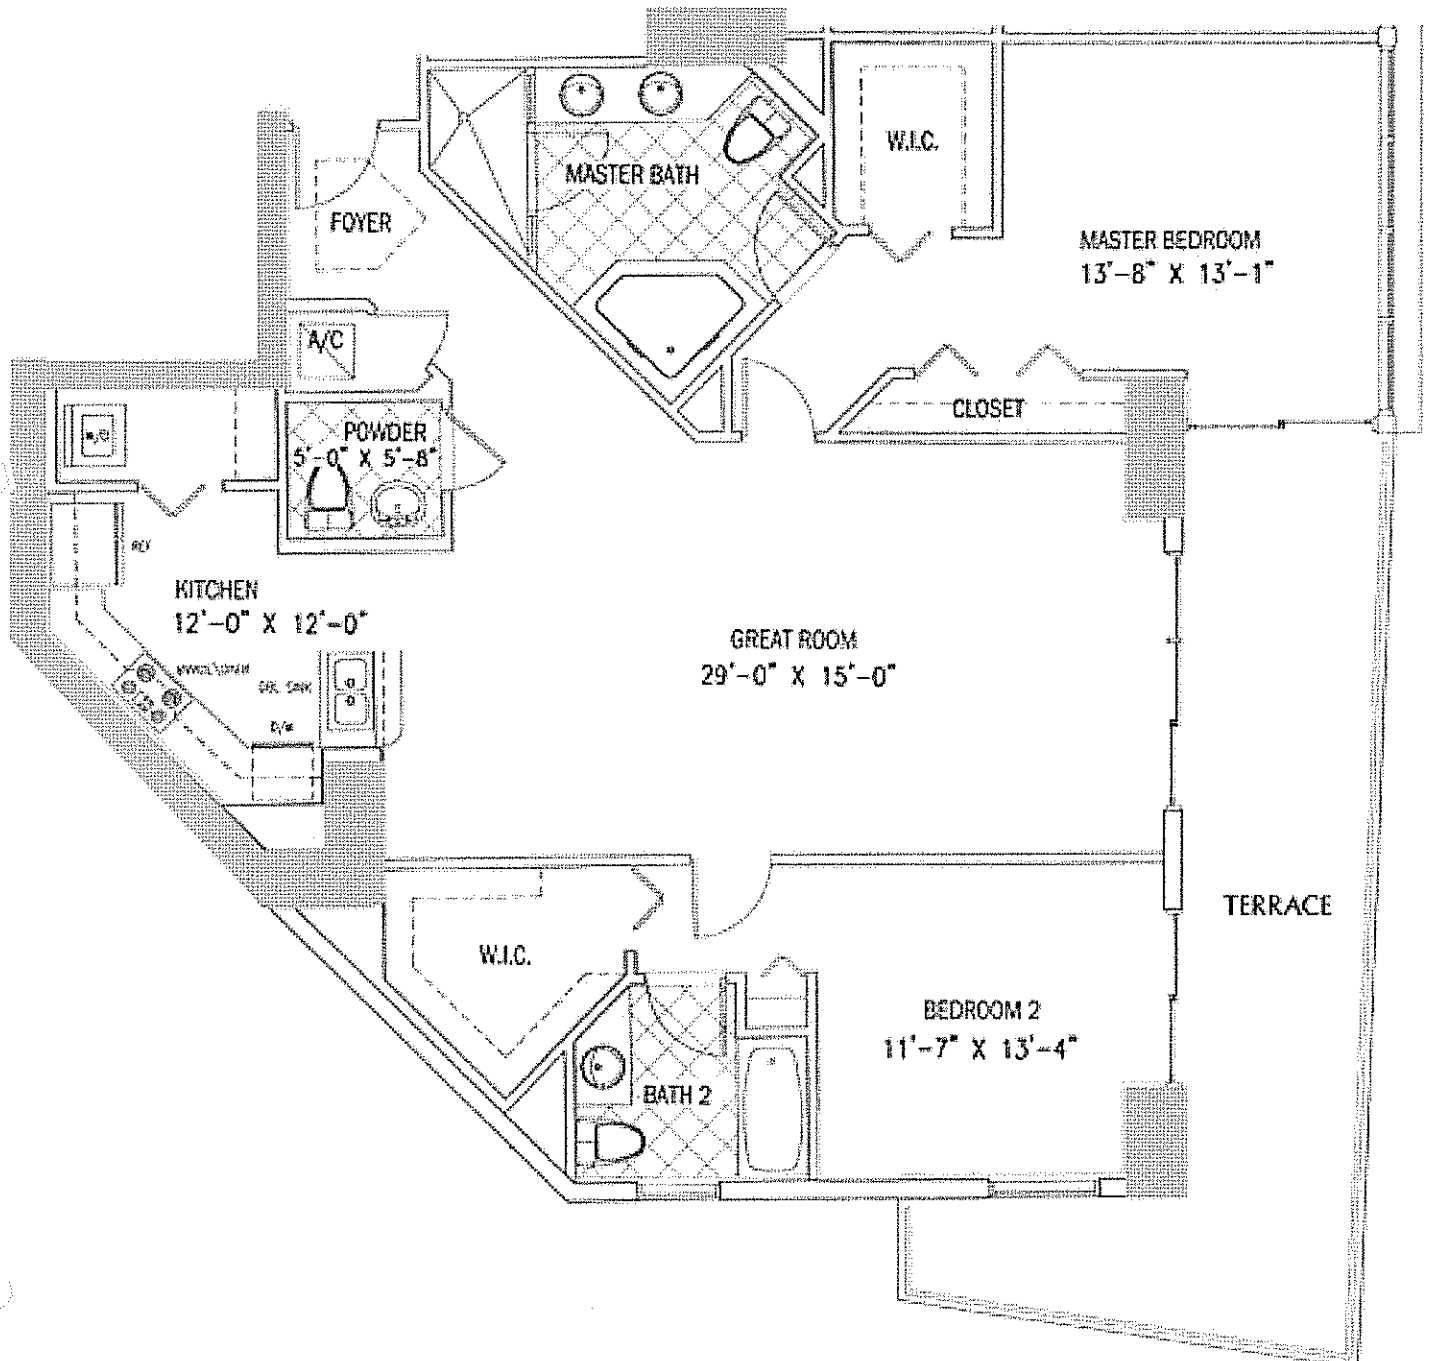 W.I.C.
MASTER BATH
FOYER
MASTER BEDROOM
13'-8" X 13'-1"
A/C
CLOSET
POWDER
5'-0" X 5'-8"
W/D
REF
KITCHEN
12'-0" X 12'-0"
DBL SINK
D/W
GREAT ROOM
29'-0" X 15'-0"
TERRACE
W.I.C.
BEDROOM 2
11'-7" X 13'-4"
BATH 2